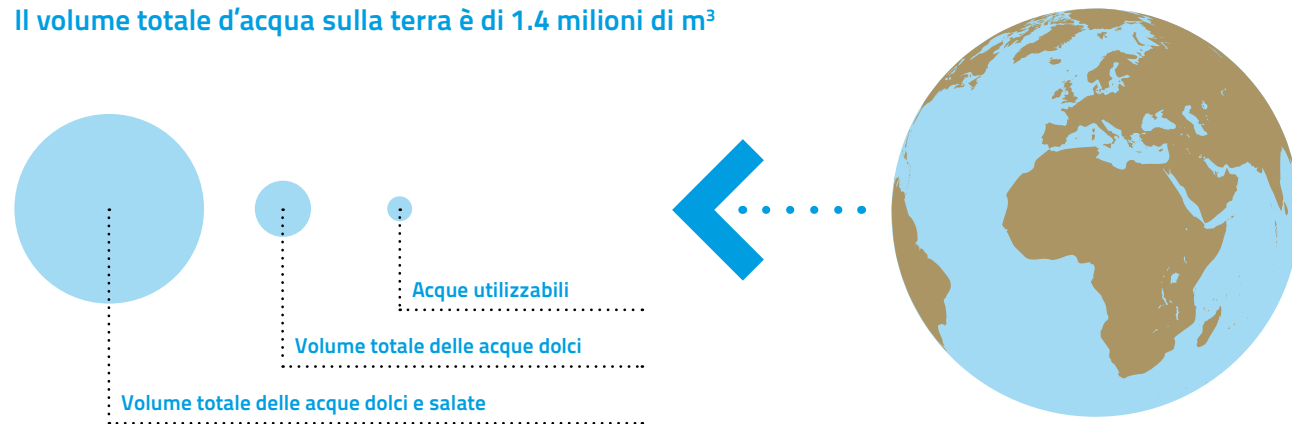 Il volume totale d’acqua sulla terra è di 1.4 milioni di m³
Acque utilizzabili
Volume totale delle acque dolci
Volume totale delle acque dolci e salate